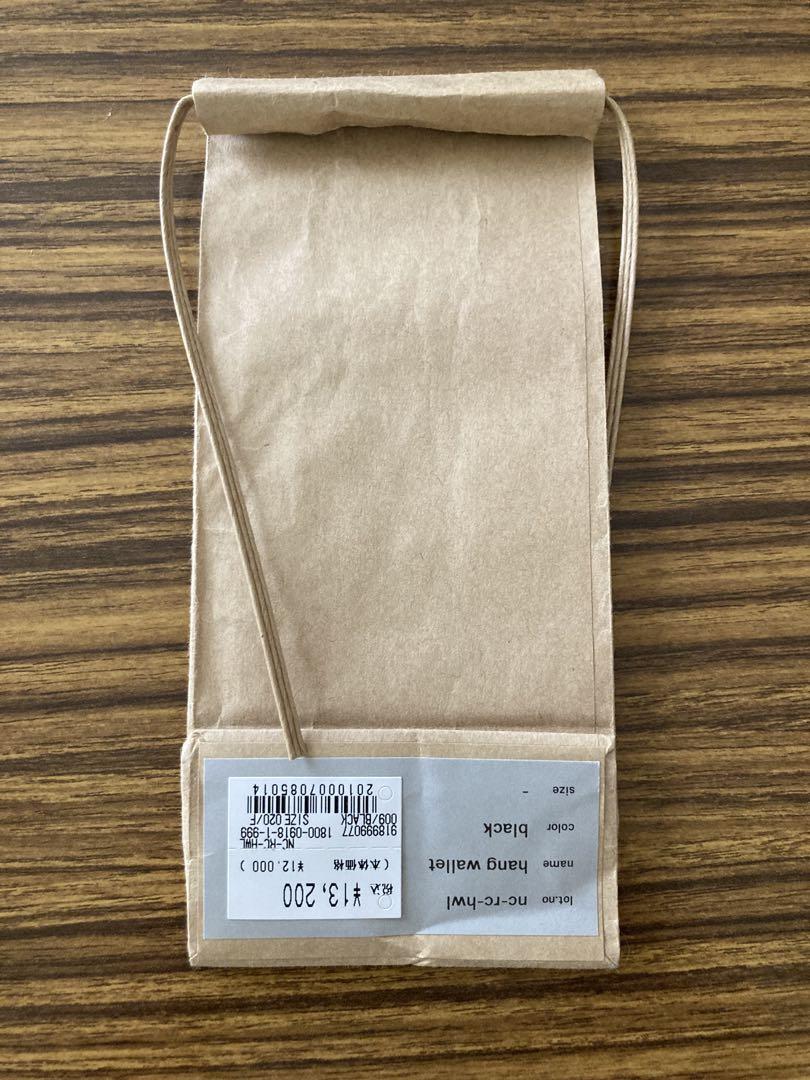 lot.no nc-rc-hwl
name hang wallet
color black
size -
税込 ¥13,200
(本体価格 ¥12.000)
NC-RC-HWL
918999077 1800-0918-1-999
009/BLACK SIZE 020/F
2010007085014